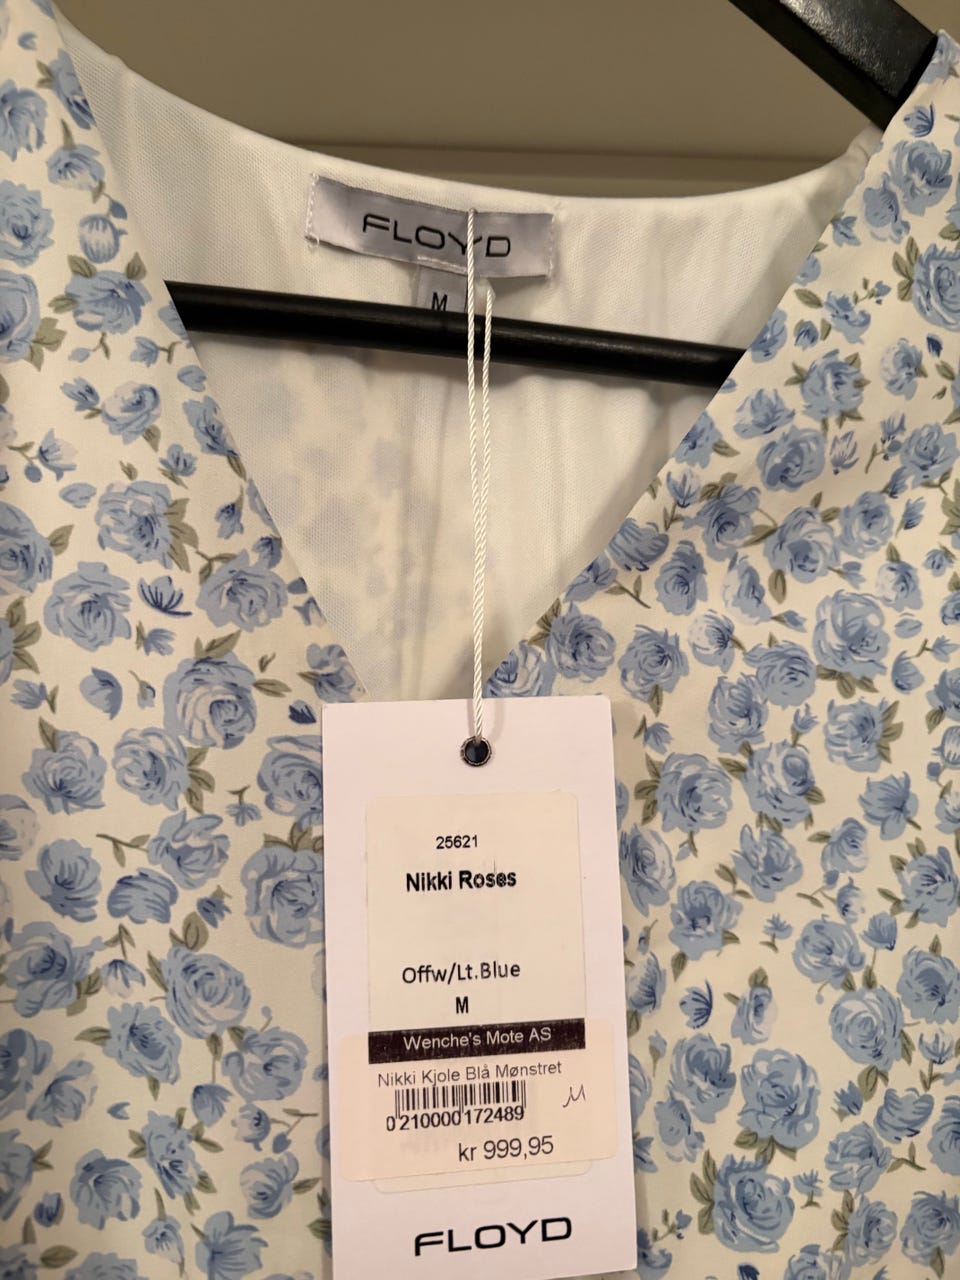 FLOYD
M
25621
Nikki Roses
Offw/Lt.Blue
M
Wenche's Mote AS
Nikki Kjole Blå Mønstret
M
0210000172489
kr 999,95
FLOYD